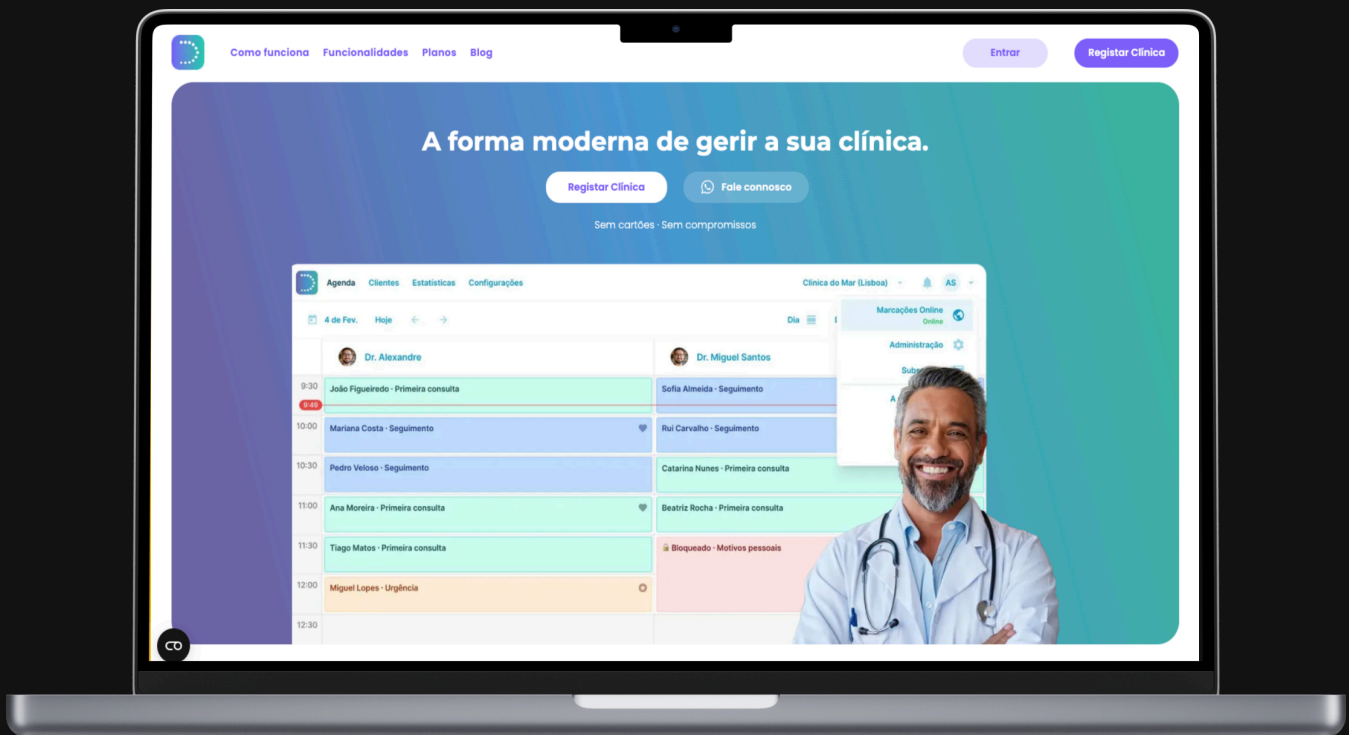 Como funciona Funcionalidades Planos Blog Entrar Registar Clínica
A forma moderna de gerir a sua clínica.
Registar Clínica Fale connosco
Sem cartões · Sem compromissos
Agenda Clientes Estatísticas Configurações Clínica do Mar (Lisboa) AS
4 de Fev. Hoje Dia
Marcações Online
Online
Administração
Dr. Alexandre Dr. Miguel Santos
9:30 João Figueiredo · Primeira consulta Sofia Almeida · Seguimento
9:49
10:00 Mariana Costa · Seguimento Rui Carvalho · Seguimento
10:30 Pedro Veloso · Seguimento Catarina Nunes · Primeira consulta
11:00 Ana Moreira · Primeira consulta Beatriz Rocha · Primeira consulta
11:30 Tiago Matos · Primeira consulta Bloqueado · Motivos pessoais
12:00 Miguel Lopes · Urgência
12:30